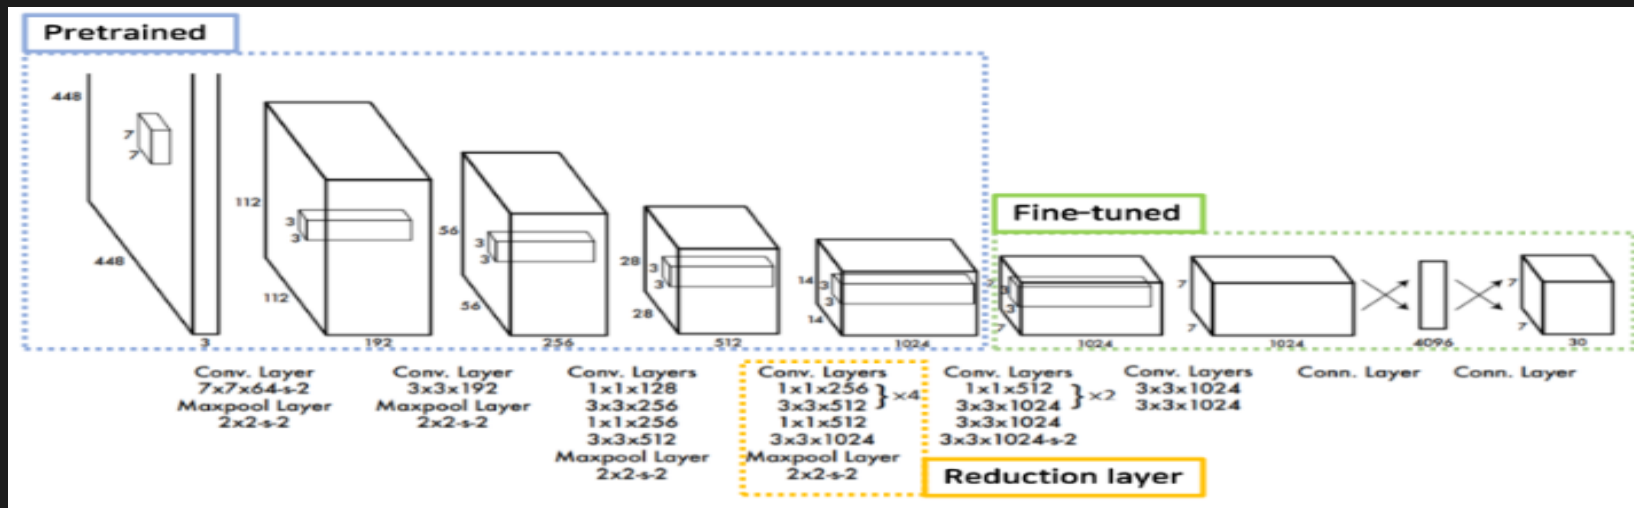 Pretrained
448
7
7
448
3
112
3
3
112
192
56
3
3
56
256
28
3
3
28
512
14
3
3
14
1024
Fine-tuned
7
3
3
7
1024
7
7
1024
4096
7
7
30
Conv. Layer
7x7x64-s-2
Maxpool Layer
2x2-s-2
Conv. Layer
3x3x192
Maxpool Layer
2x2-s-2
Conv. Layers
1x1x128
3x3x256
1x1x256
3x3x512
Maxpool Layer
2x2-s-2
Conv. Layers
1x1x256
3x3x512
×4
1x1x512
3x3x1024
Maxpool Layer
2x2-s-2
Conv. Layers
1x1x512
3x3x1024
×2
3x3x1024
3x3x1024-s-2
Conv. Layers
3x3x1024
3x3x1024
Conn. Layer
Conn. Layer
Reduction layer